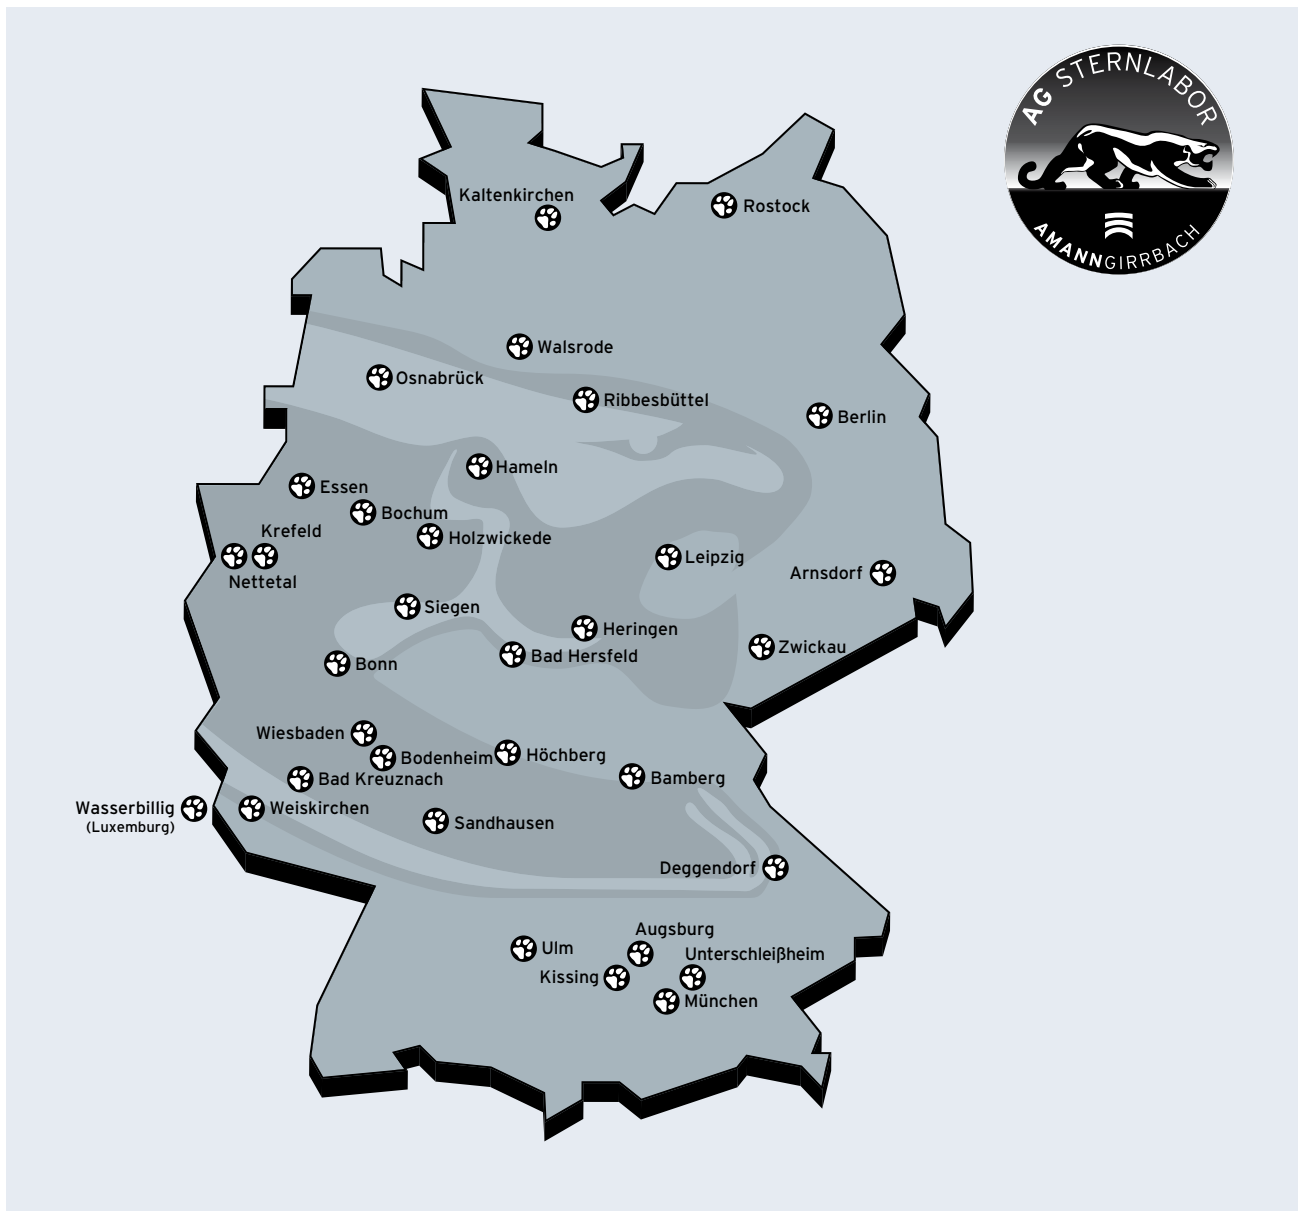 AG STERNLABOR
AMANNGIRRBACH
Kaltenkirchen
Rostock
Walsrode
Osnabrück
Ribbesbüttel
Berlin
Hameln
Essen
Bochum
Krefeld
Holzwickede
Leipzig
Arnsdorf
Nettetal
Siegen
Heringen
Zwickau
Bad Hersfeld
Bonn
Wiesbaden
Bodenheim
Höchberg
Bad Kreuznach
Bamberg
Wasserbillig
(Luxemburg)
Weiskirchen
Sandhausen
Deggendorf
Augsburg
Ulm
Unterschleißheim
Kissing
München